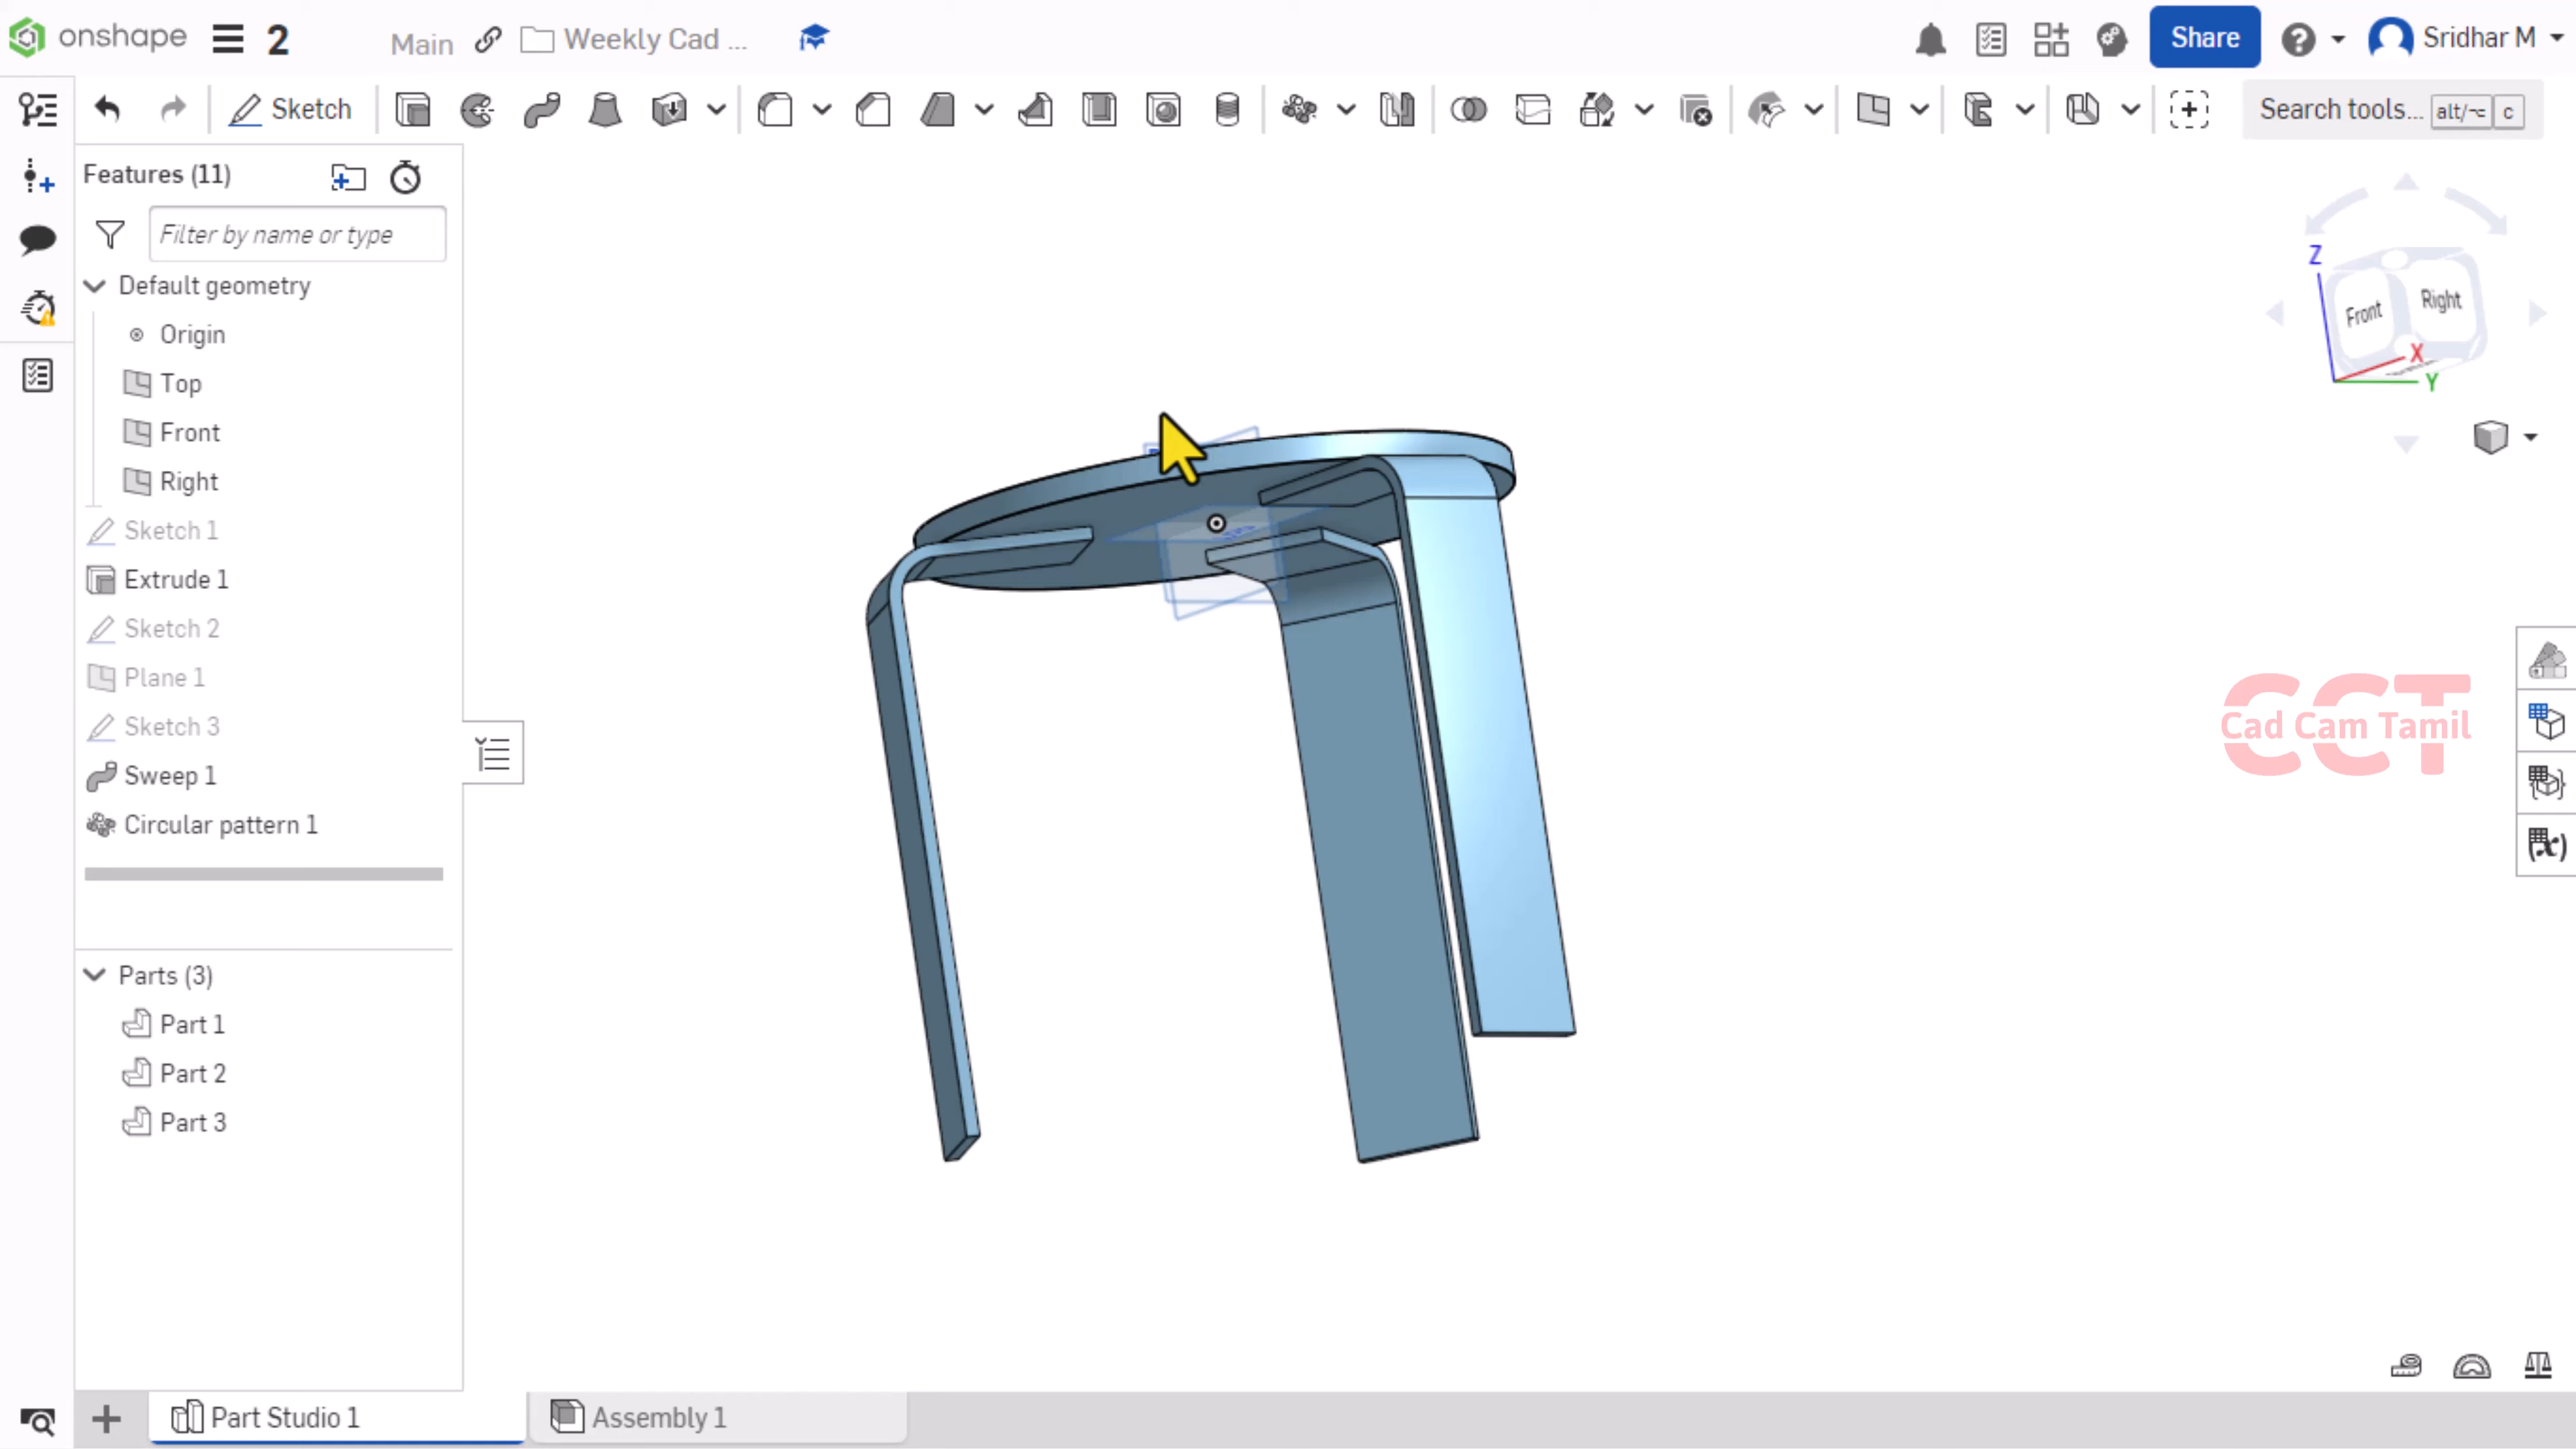 onshape 2 Main Weekly Cad ... Share Sridhar M
Sketch Search tools... alt/⌥ c
Features (11)
Filter by name or type
Default geometry
Origin
Top
Front
Right
Sketch 1
Extrude 1
Sketch 2
Plane 1
Sketch 3
Sweep 1
Circular pattern 1
Parts (3)
Part 1
Part 2
Part 3
Z
Front
Right
X
Y
CCT
Cad Cam Tamil
Part Studio 1
Assembly 1